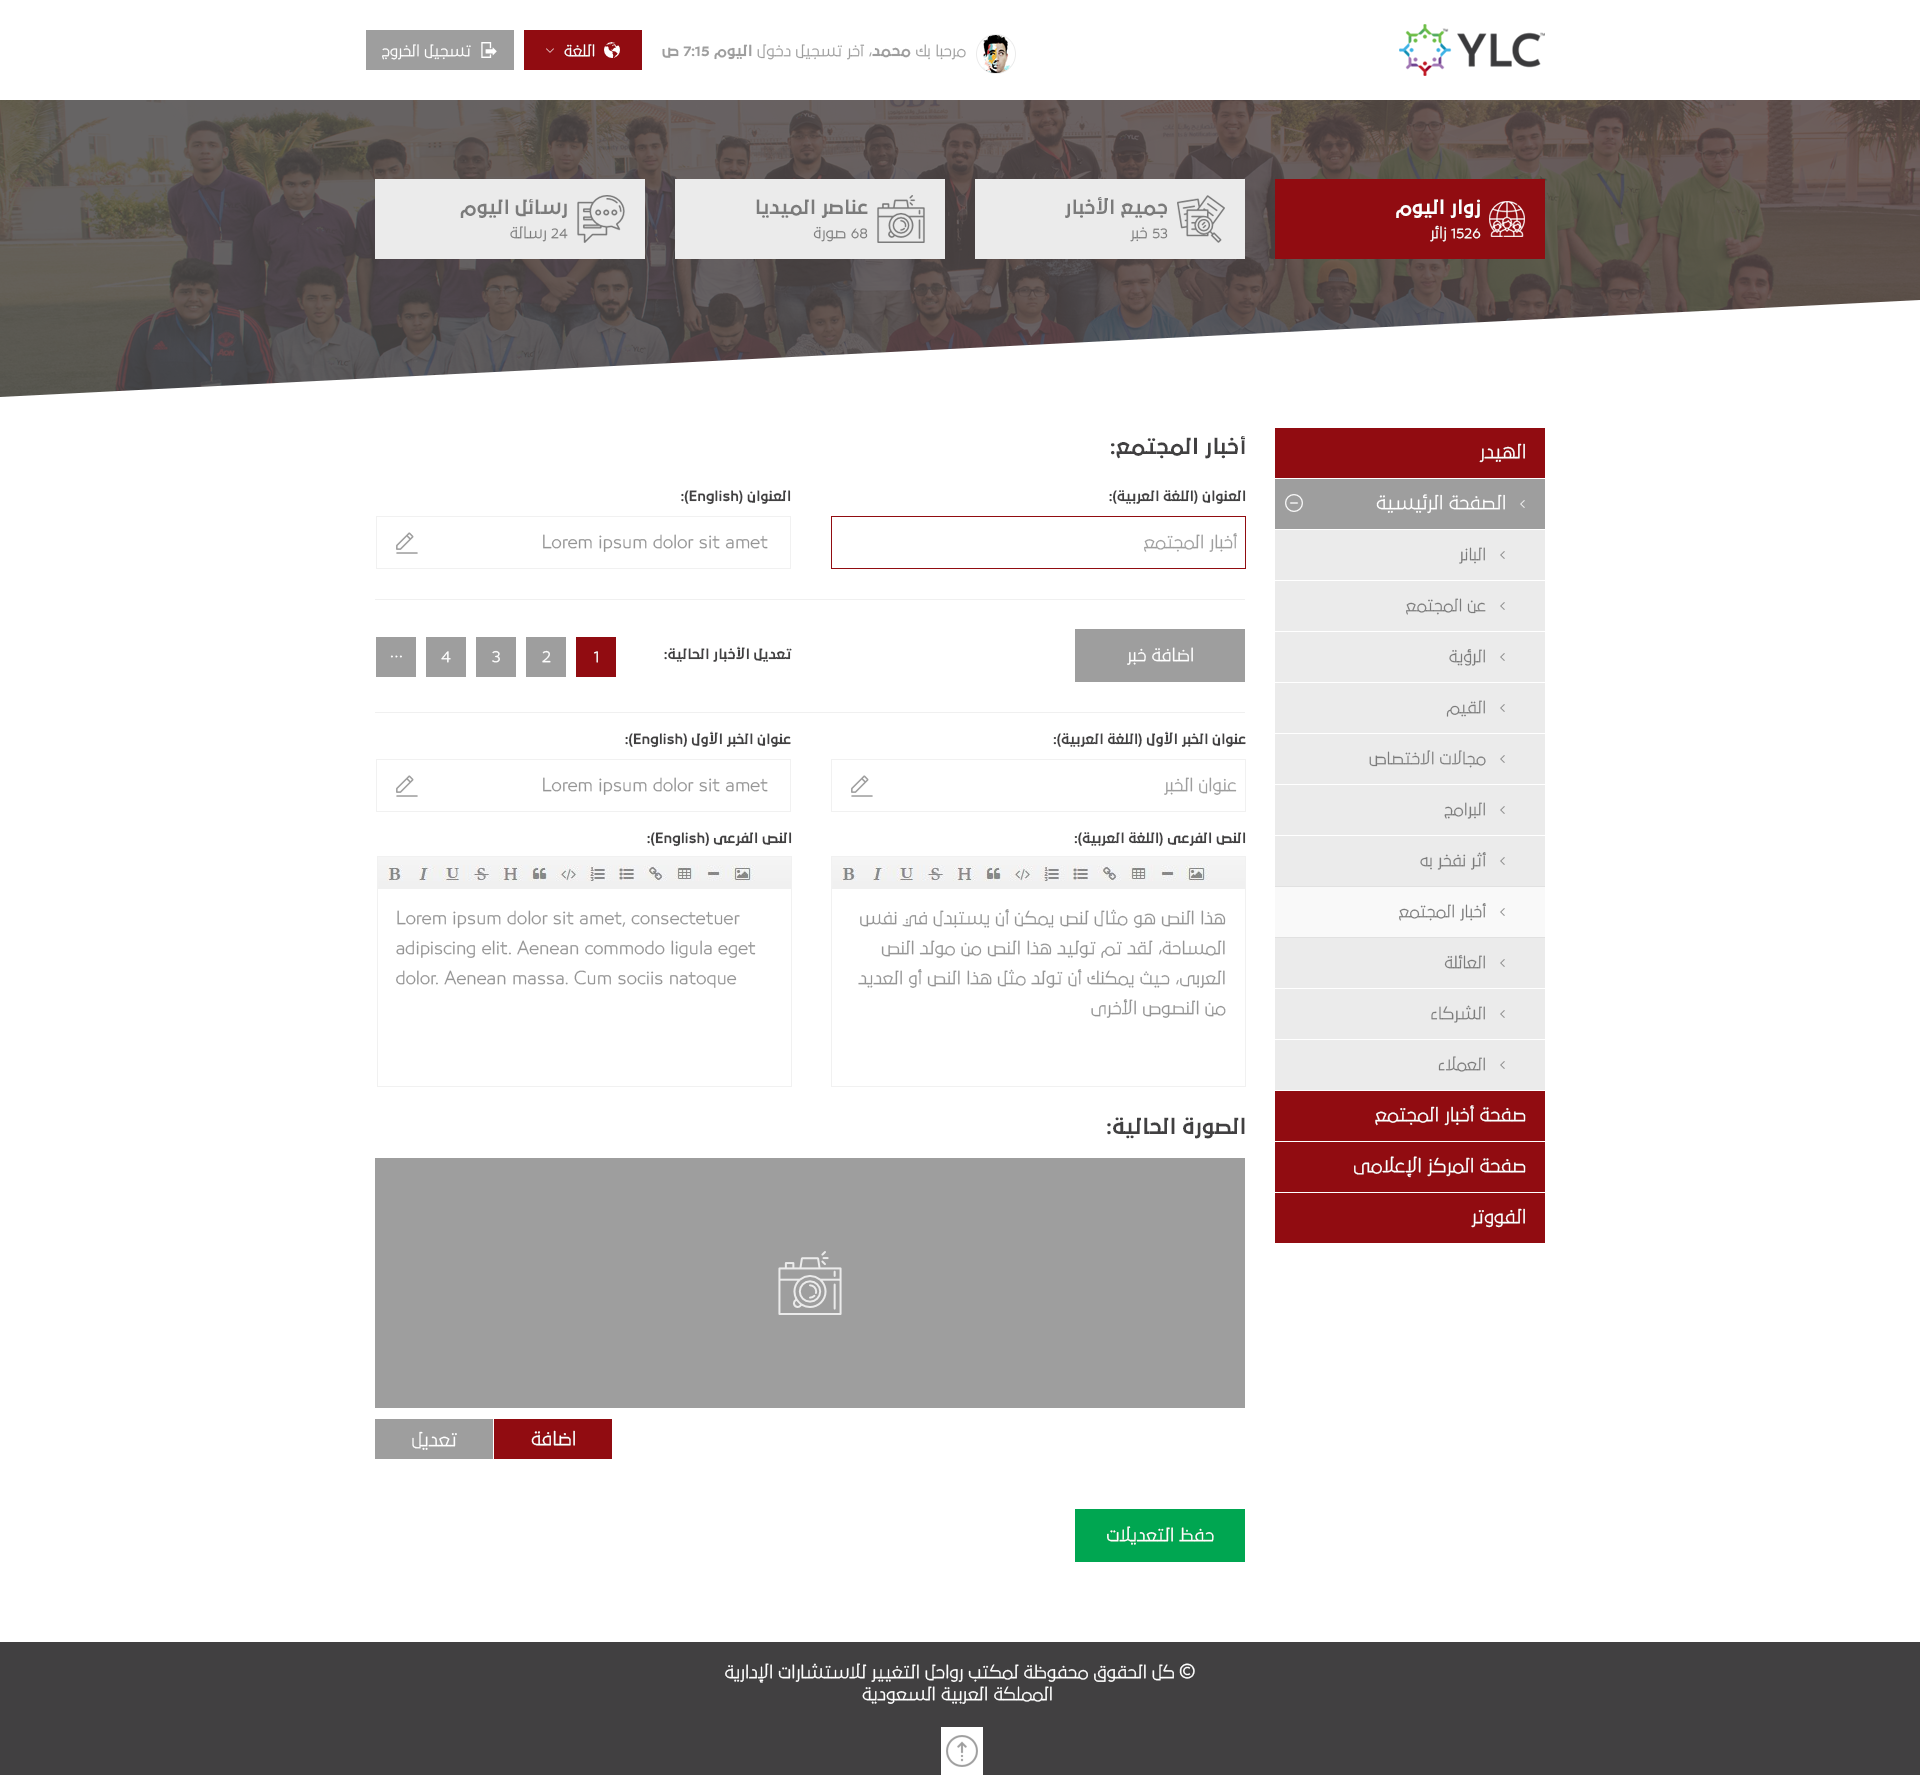 YLC
مرحبا بك محمد، آخر تسجيل دخول اليوم 7:15 ص
اللغة
تسجيل الخروج
زوار اليوم
1526 زائر
جميع الأخبار
53 خبر
عناصر الميديا
68 صورة
رسائل اليوم
24 رسالة
الهيدر
الصفحة الرئيسية
البانر
عن المجتمع
الرؤية
القيم
مجالات الاختصاص
البرامج
أثر نفخر به
أخبار المجتمع
العائلة
الشركاء
العملاء
صفحة أخبار المجتمع
صفحة المركز الإعلامى
الفووتر
أخبار المجتمع:
العنوان (اللغة العربية):
أخبار المجتمع
العنوان (English):
Lorem ipsum dolor sit amet
اضافة خبر
تعديل الأخبار الحالية:
1
2
3
4
...
عنوان الخبر الأول (اللغة العربية):
عنوان الخبر
عنوان الخبر الأول (English):
Lorem ipsum dolor sit amet
النص الفرعى (اللغة العربية):
B I U S H
هذا النص هو مثال لنص يمكن أن يستبدل في نفس
المساحة، لقد تم توليد هذا النص من مولد النص
العربى، حيث يمكنك أن تولد مثل هذا النص أو العديد
من النصوص الأخرى
النص الفرعى (English):
B I U S H
Lorem ipsum dolor sit amet, consectetuer
adipiscing elit. Aenean commodo ligula eget
dolor. Aenean massa. Cum sociis natoque
الصورة الحالية:
اضافة
تعديل
حفظ التعديلات
© كل الحقوق محفوظة لمكتب رواحل التغيير للاستشارات الإدارية
المملكة العربية السعودية